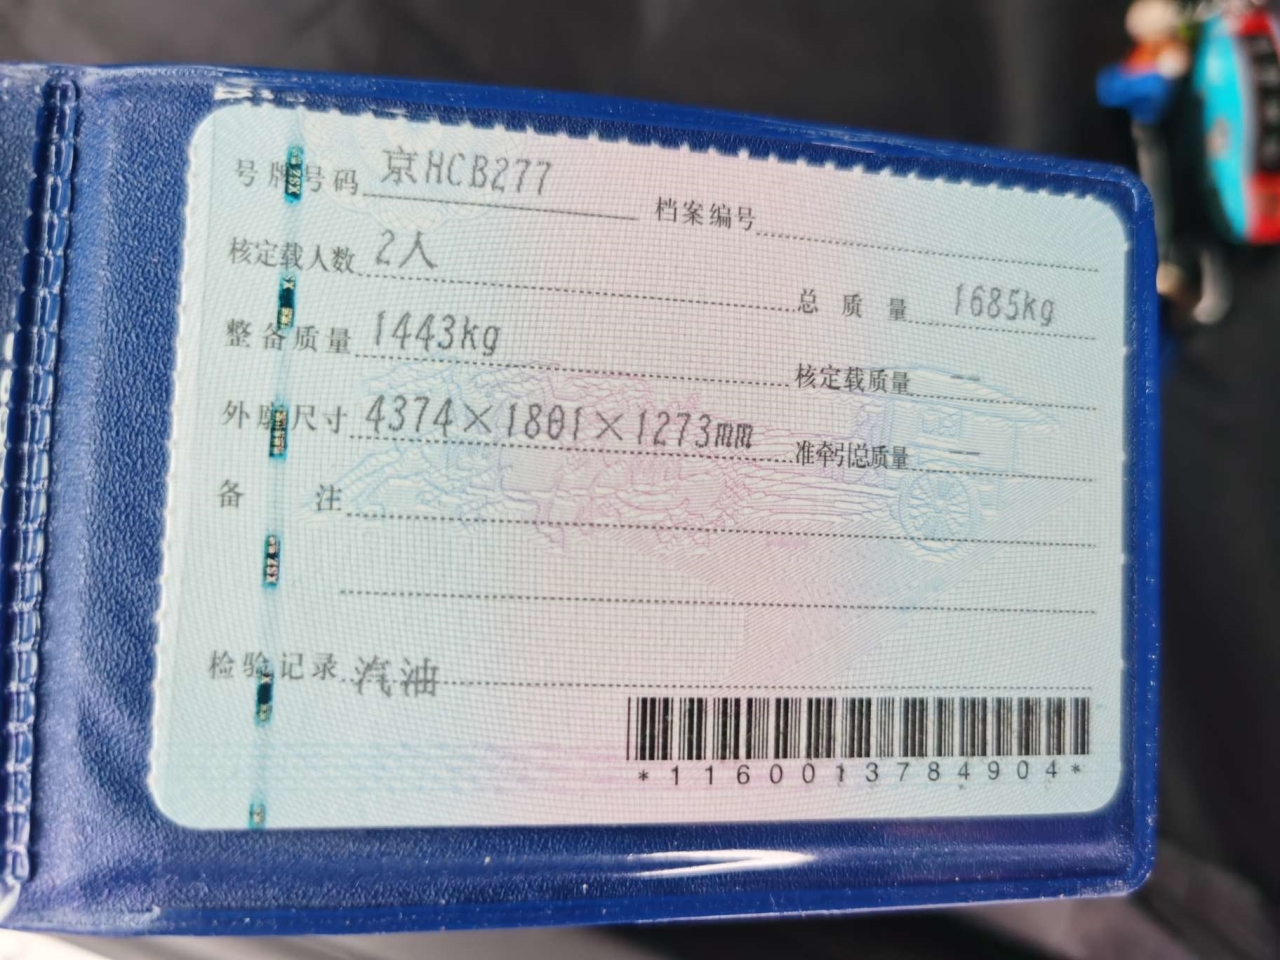 号牌号码 京HCB277 档案编号
核定载人数 2人 总质量 1685kg
整备质量 1443kg 核定载质量 --
外廓尺寸 4374×1801×1273mm 准牵引总质量 --
备注
检验记录 汽油
*1160013784904*